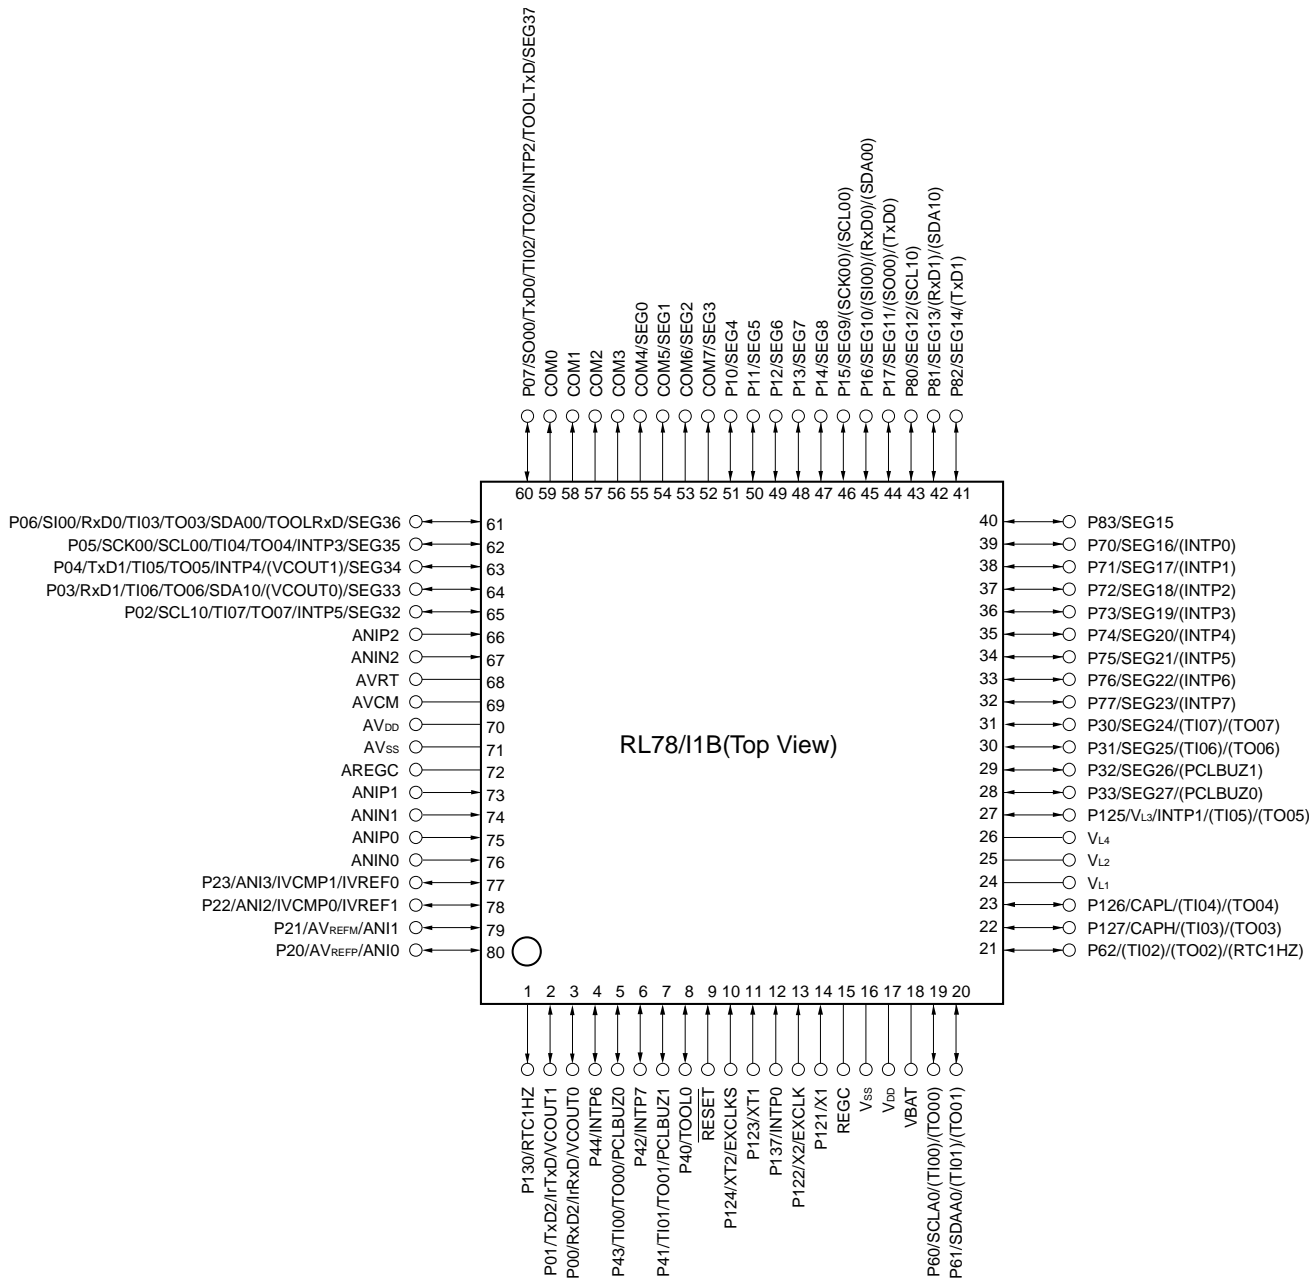 P07/SO00/TxD0/TI02/TO02/INTP2/TOOLTxD/SEG37
COM0
COM1
COM2
COM3
COM4/SEG0
COM5/SEG1
COM6/SEG2
COM7/SEG3
P10/SEG4
P11/SEG5
P12/SEG6
P13/SEG7
P14/SEG8
P15/SEG9/(SCK00)/(SCL00)
P16/SEG10/(SI00)/(RxD0)/(SDA00)
P17/SEG11/(SO00)/(TxD0)
P80/SEG12/(SCL10)
P81/SEG13/(RxD1)/(SDA10)
P82/SEG14/(TxD1)
60 59 58 57 56 55 54 53 52 51 50 49 48 47 46 45 44 43 42 41
P06/SI00/RxD0/TI03/TO03/SDA00/TOOLRxD/SEG36 61
P05/SCK00/SCL00/TI04/TO04/INTP3/SEG35 62
P04/TxD1/TI05/TO05/INTP4/(VCOUT1)/SEG34 63
P03/RxD1/TI06/TO06/SDA10/(VCOUT0)/SEG33 64
P02/SCL10/TI07/TO07/INTP5/SEG32 65
ANIP2 66
ANIN2 67
AVRT 68
AVCM 69
AVDD 70
AVSS 71
AREGC 72
ANIP1 73
ANIN1 74
ANIP0 75
ANIN0 76
P23/ANI3/IVCMP1/IVREF0 77
P22/ANI2/IVCMP0/IVREF1 78
P21/AVREFM/ANI1 79
P20/AVREFP/ANI0 80
RL78/I1B(Top View)
40 P83/SEG15
39 P70/SEG16/(INTP0)
38 P71/SEG17/(INTP1)
37 P72/SEG18/(INTP2)
36 P73/SEG19/(INTP3)
35 P74/SEG20/(INTP4)
34 P75/SEG21/(INTP5)
33 P76/SEG22/(INTP6)
32 P77/SEG23/(INTP7)
31 P30/SEG24/(TI07)/(TO07)
30 P31/SEG25/(TI06)/(TO06)
29 P32/SEG26/(PCLBUZ1)
28 P33/SEG27/(PCLBUZ0)
27 P125/VL3/INTP1/(TI05)/(TO05)
26 VL4
25 VL2
24 VL1
23 P126/CAPL/(TI04)/(TO04)
22 P127/CAPH/(TI03)/(TO03)
21 P62/(TI02)/(TO02)/(RTC1HZ)
1 2 3 4 5 6 7 8 9 10 11 12 13 14 15 16 17 18 19 20
P130/RTC1HZ
P01/TxD2/IrTxD/VCOUT1
P00/RxD2/IrRxD/VCOUT0
P44/INTP6
P43/TI00/TO00/PCLBUZ0
P42/INTP7
P41/TI01/TO01/PCLBUZ1
P40/TOOL0
RESET
P124/XT2/EXCLKS
P123/XT1
P137/INTP0
P122/X2/EXCLK
P121/X1
REGC
VSS
VDD
VBAT
P60/SCLA0/(TI00)/(TO00)
P61/SDAA0/(TI01)/(TO01)